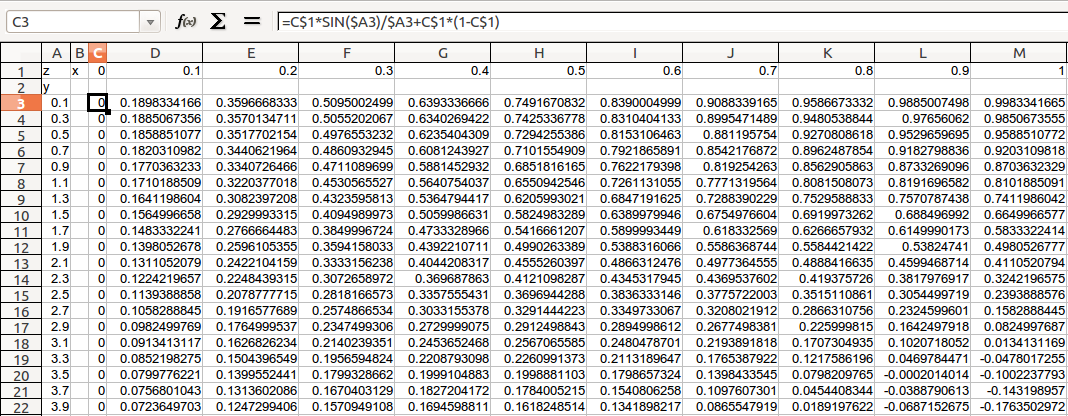 C3 f(x) Σ = =C$1*SIN($A3)/$A3+C$1*(1-C$1)
A B C D E F G H I J K L M
1 z x 0 0.1 0.2 0.3 0.4 0.5 0.6 0.7 0.8 0.9 1
2 y
3 0.1 0 0.1898334166 0.3596668333 0.5095002499 0.6393336666 0.7491670832 0.8390004999 0.9088339165 0.9586673332 0.9885007498 0.9983341665
4 0.3 0 0.1885067356 0.3570134711 0.5055202067 0.6340269422 0.7425336778 0.8310404133 0.8995471489 0.9480538844 0.97656062 0.9850673555
5 0.5 0 0.1858851077 0.3517702154 0.4976553232 0.6235404309 0.7294255386 0.8153106463 0.881195754 0.9270808618 0.9529659695 0.9588510772
6 0.7 0 0.1820310982 0.3440621964 0.4860932945 0.6081243927 0.7101554909 0.7921865891 0.8542176872 0.8962487854 0.9182798836 0.9203109818
7 0.9 0 0.1770363233 0.3340726466 0.4711089699 0.5881452932 0.6851816165 0.7622179398 0.819254263 0.8562905863 0.8733269096 0.8703632329
8 1.1 0 0.1710188509 0.3220377018 0.4530565527 0.5640754037 0.6550942546 0.7261131055 0.7771319564 0.8081508073 0.8191696582 0.8101885091
9 1.3 0 0.1641198604 0.3082397208 0.4323595813 0.5364794417 0.6205993021 0.6847191625 0.7288390229 0.7529588833 0.7570787438 0.7411986042
10 1.5 0 0.1564996658 0.2929993315 0.4094989973 0.5059986631 0.5824983289 0.6389979946 0.6754976604 0.6919973262 0.688496992 0.6649966577
11 1.7 0 0.1483332241 0.2766664483 0.3849996724 0.4733328966 0.5416661207 0.5899993449 0.618332569 0.6266657932 0.6149990173 0.5833322414
12 1.9 0 0.1398052678 0.2596105355 0.3594158033 0.4392210711 0.4990263389 0.5388316066 0.5586368744 0.5584421422 0.53824741 0.4980526777
13 2.1 0 0.1311052079 0.2422104159 0.3333156238 0.4044208317 0.4555260397 0.4866312476 0.4977364555 0.4888416635 0.4599468714 0.4110520794
14 2.3 0 0.1224219657 0.2248439315 0.3072658972 0.369687863 0.4121098287 0.4345317945 0.4369537602 0.419375726 0.3817976917 0.3242196575
15 2.5 0 0.1139388858 0.2078777715 0.2818166573 0.3357555431 0.3696944288 0.3836333146 0.3775722003 0.3515110861 0.3054499719 0.2393888576
16 2.7 0 0.1058288845 0.1916577689 0.2574866534 0.3033155378 0.3291444223 0.3349733067 0.3208021912 0.2866310756 0.2324599601 0.1582888445
17 2.9 0 0.0982499769 0.1764999537 0.2347499306 0.2729999075 0.2912498843 0.2894998612 0.2677498381 0.225999815 0.1642497918 0.0824997687
18 3.1 0 0.0913413117 0.1626826234 0.2140239351 0.2453652468 0.2567065585 0.2480478701 0.2193891818 0.1707304935 0.1020718052 0.0134131169
19 3.3 0 0.0852198275 0.1504396549 0.1956594824 0.2208793098 0.2260991373 0.2113189647 0.1765387922 0.1217586196 0.0469784471 -0.0478017255
20 3.5 0 0.0799776221 0.1399552441 0.1799328662 0.1999104883 0.1998881103 0.1798657324 0.1398433545 0.0798209765 -0.0002014014 -0.1002237793
21 3.7 0 0.0756801043 0.1313602086 0.1670403129 0.1827204172 0.1784005215 0.1540806258 0.1097607301 0.0454408344 -0.0388790613 -0.143198957
22 3.9 0 0.0723649703 0.1247299406 0.1570949108 0.1694598811 0.1618248514 0.1341898217 0.0865547919 0.0189197622 -0.0687152675 -0.1763502972